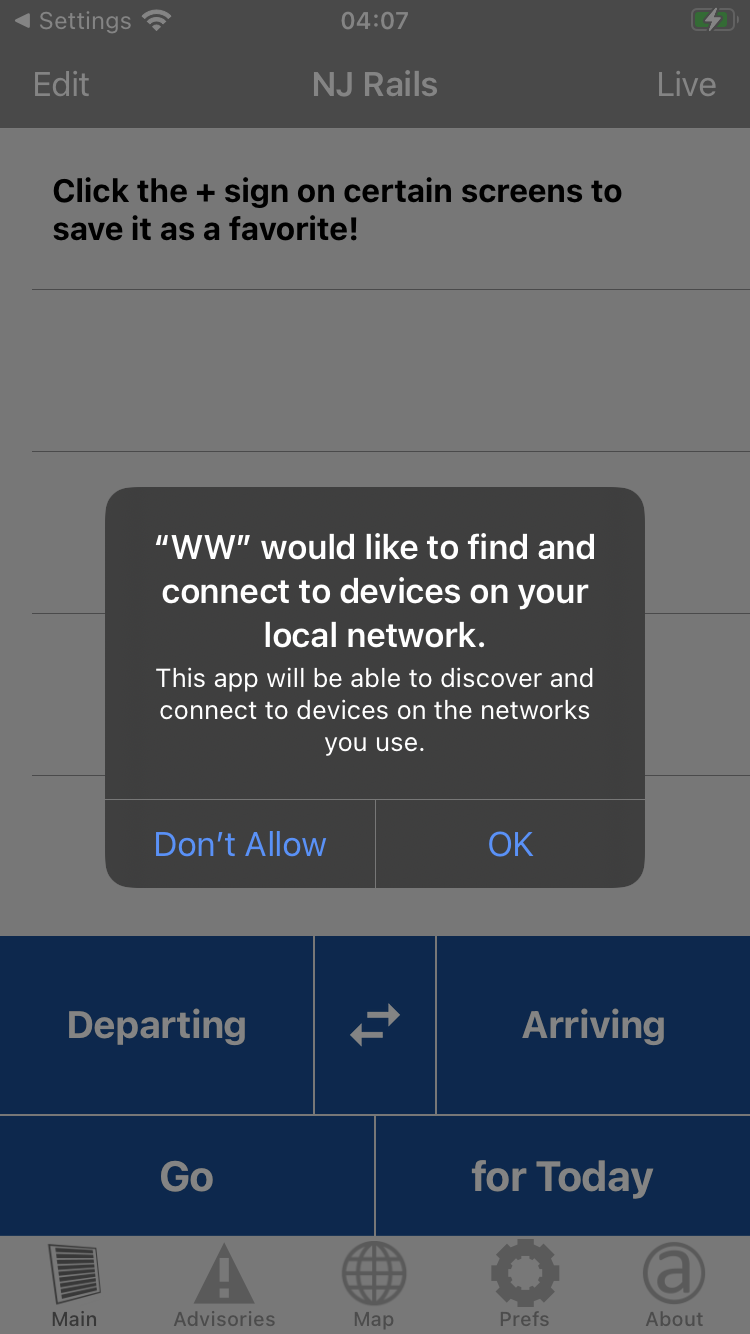 Settings 04:07
Edit NJ Rails Live
Click the + sign on certain screens to
save it as a favorite!
“WW” would like to find and
connect to devices on your
local network.
This app will be able to discover and
connect to devices on the networks
you use.
Don’t Allow OK
Departing Arriving
Go for Today
Main Advisories Map Prefs About